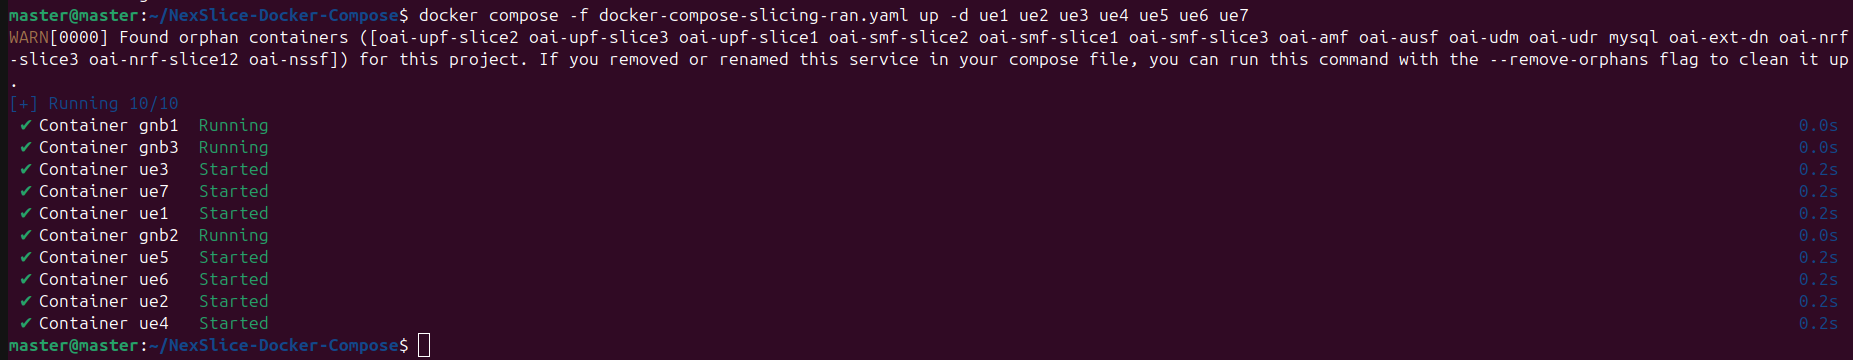 master@master:~/NexSlice-Docker-Compose$ docker compose -f docker-compose-slicing-ran.yaml up -d ue1 ue2 ue3 ue4 ue5 ue6 ue7
WARN[0000] Found orphan containers ([oai-upf-slice2 oai-upf-slice3 oai-upf-slice1 oai-smf-slice2 oai-smf-slice1 oai-smf-slice3 oai-amf oai-ausf oai-udm oai-udr mysql oai-ext-dn oai-nrf
-slice3 oai-nrf-slice12 oai-nssf]) for this project. If you removed or renamed this service in your compose file, you can run this command with the --remove-orphans flag to clean it up
.
[+] Running 10/10
✔ Container gnb1  Running 0.0s
✔ Container gnb3  Running 0.0s
✔ Container ue3   Started 0.2s
✔ Container ue7   Started 0.2s
✔ Container ue1   Started 0.2s
✔ Container gnb2  Running 0.0s
✔ Container ue5   Started 0.2s
✔ Container ue6   Started 0.2s
✔ Container ue2   Started 0.2s
✔ Container ue4   Started 0.2s
master@master:~/NexSlice-Docker-Compose$